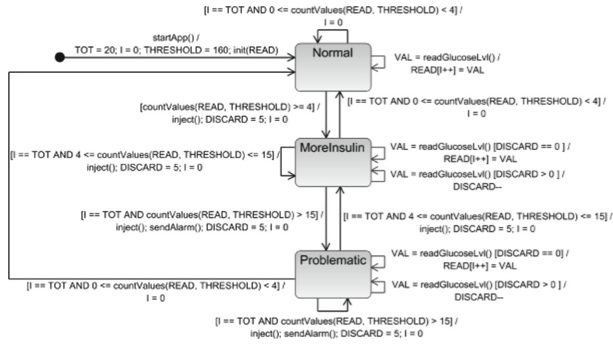 [I == TOT AND 0 <= countValues(READ, THRESHOLD) < 4] /
I = 0
startApp() /
TOT = 20; I = 0; THRESHOLD = 160; init(READ)
Normal
VAL = readGlucoseLvl() /
READ[I++] = VAL
[countValues(READ, THRESHOLD) >= 4] /
inject(); DISCARD = 5; I = 0
[I == TOT AND 0 <= countValues(READ, THRESHOLD) < 4] /
I = 0
[I == TOT AND 4 <= countValues(READ, THRESHOLD) <= 15] /
inject(); DISCARD = 5; I = 0
MoreInsulin
VAL = readGlucoseLvl() [DISCARD == 0 ] /
READ[I++] = VAL
VAL = readGlucoseLvl() [DISCARD > 0 ] /
DISCARD--
[I == TOT AND countValues(READ, THRESHOLD) > 15] /
inject(); sendAlarm(); DISCARD = 5; I = 0
[I == TOT AND 4 <= countValues(READ, THRESHOLD) <= 15] /
inject(); DISCARD = 5; I = 0
Problematic
VAL = readGlucoseLvl() [DISCARD == 0] /
READ[I++] = VAL
VAL = readGlucoseLvl() [DISCARD > 0 ] /
DISCARD--
[I == TOT AND 0 <= countValues(READ, THRESHOLD) < 4] /
I = 0
[I == TOT AND countValues(READ, THRESHOLD) > 15] /
inject(); sendAlarm(); DISCARD = 5; I = 0